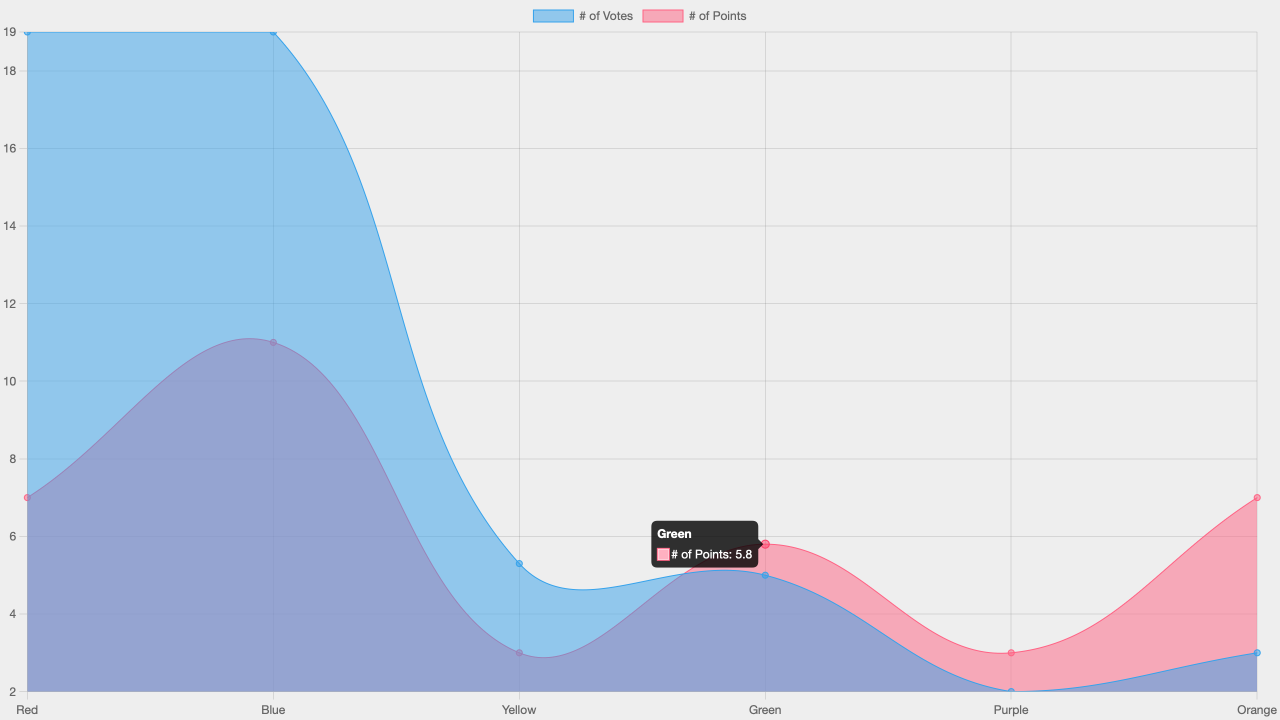 # of Votes # of Points
19
18
16
14
12
10
8
6
4
2
Green
# of Points: 5.8
Red Blue Yellow Green Purple Orange